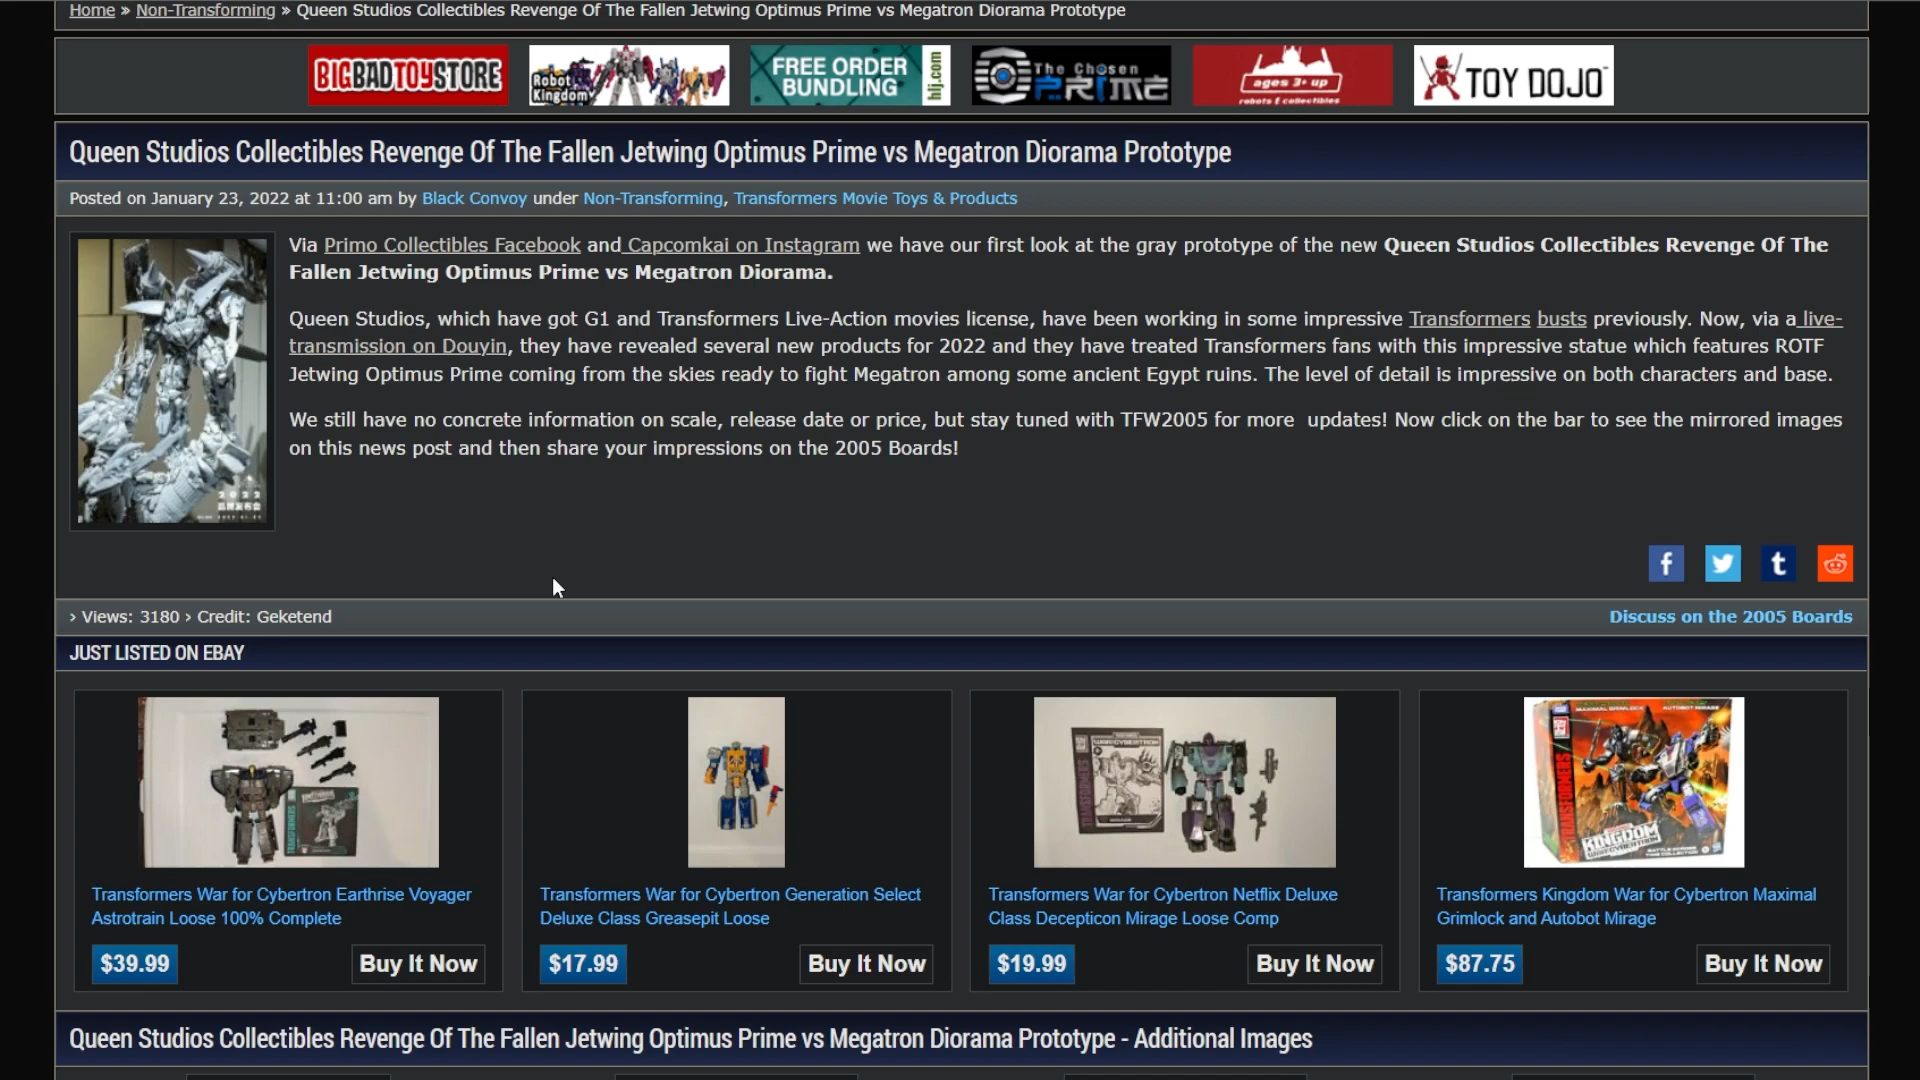 Home » Non-Transforming » Queen Studios Collectibles Revenge Of The Fallen Jetwing Optimus Prime vs Megatron Diorama Prototype
BIGBADTOYSTORE
Robot
Kingdom
FREE ORDER
BUNDLING
hlj.com
The Chosen
PRIME
ages 3+ up
robots & collectibles
TOY DOJO
Queen Studios Collectibles Revenge Of The Fallen Jetwing Optimus Prime vs Megatron Diorama Prototype
Posted on January 23, 2022 at 11:00 am by Black Convoy under Non-Transforming, Transformers Movie Toys & Products
Via Primo Collectibles Facebook and Capcomkai on Instagram we have our first look at the gray prototype of the new Queen Studios Collectibles Revenge Of The
Fallen Jetwing Optimus Prime vs Megatron Diorama.
Queen Studios, which have got G1 and Transformers Live-Action movies license, have been working in some impressive Transformers busts previously. Now, via a live-
transmission on Douyin, they have revealed several new products for 2022 and they have treated Transformers fans with this impressive statue which features ROTF
Jetwing Optimus Prime coming from the skies ready to fight Megatron among some ancient Egypt ruins. The level of detail is impressive on both characters and base.
We still have no concrete information on scale, release date or price, but stay tuned with TFW2005 for more updates! Now click on the bar to see the mirrored images
on this news post and then share your impressions on the 2005 Boards!
2022
› Views: 3180 › Credit: Geketend
Discuss on the 2005 Boards
JUST LISTED ON EBAY
TRANSFORMERS
WAR CYBERTRON
TRANSFORMERS
KINGDOM
Transformers War for Cybertron Earthrise Voyager
Astrotrain Loose 100% Complete
$39.99
Buy It Now
Transformers War for Cybertron Generation Select
Deluxe Class Greasepit Loose
$17.99
Buy It Now
Transformers War for Cybertron Netflix Deluxe
Class Decepticon Mirage Loose Comp
$19.99
Buy It Now
Transformers Kingdom War for Cybertron Maximal
Grimlock and Autobot Mirage
$87.75
Buy It Now
Queen Studios Collectibles Revenge Of The Fallen Jetwing Optimus Prime vs Megatron Diorama Prototype - Additional Images